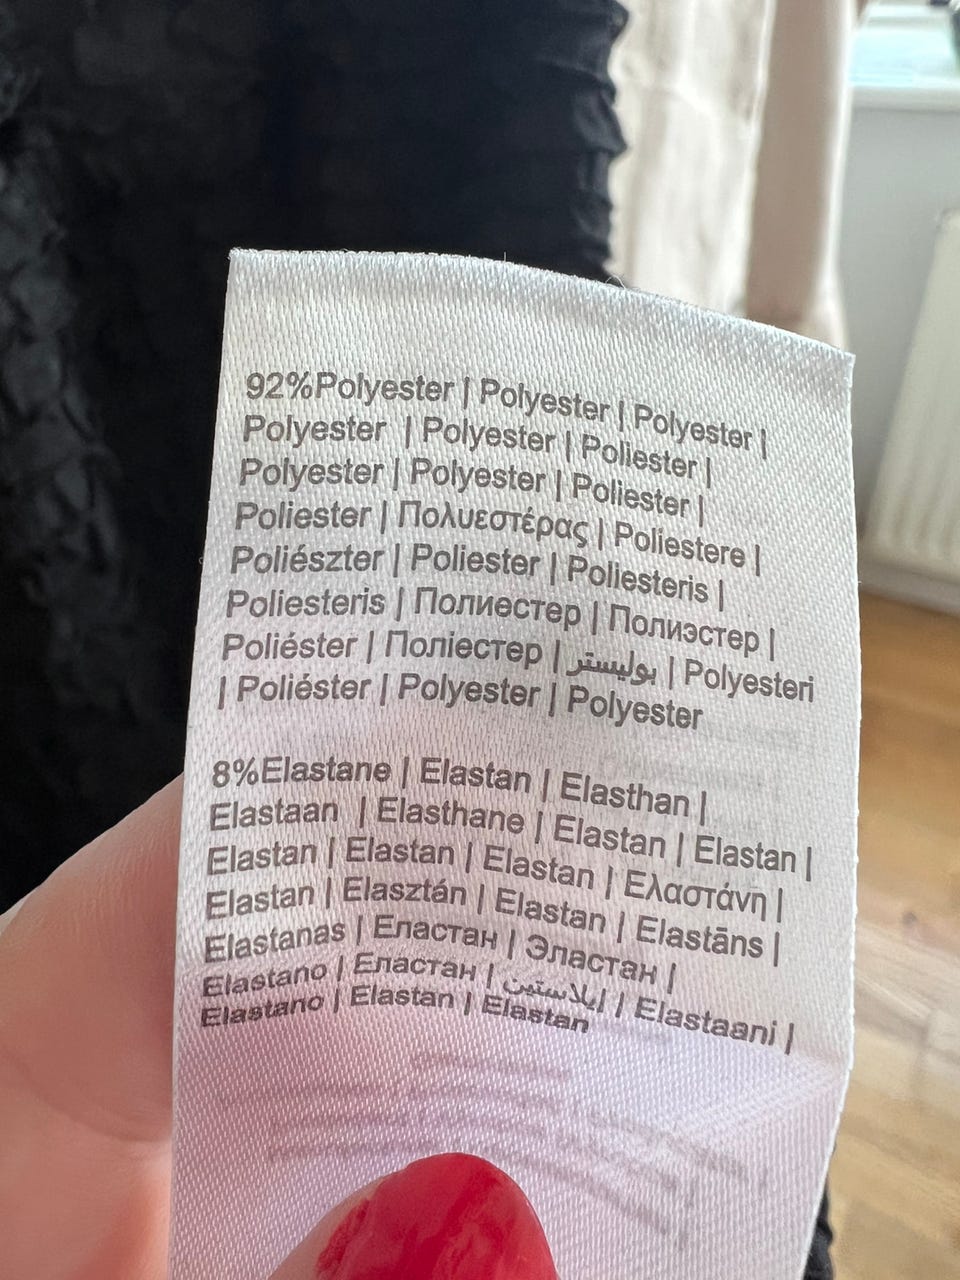 92%Polyester | Polyester | Polyester |
Polyester | Polyester | Poliester |
Polyester | Polyester | Poliester |
Poliester | Πολυεστέρας | Poliestere |
Poliészter | Poliester | Poliesteris |
Poliesteris | Полиестер | Полиэстер |
Poliéster | Поліестер | بوليستر | Polyesteri
| Poliéster | Polyester | Polyester
8%Elastane | Elastan | Elasthan |
Elastaan | Elasthane | Elastan | Elastan |
Elastan | Elastan | Elastan | Ελαστάνη |
Elastan | Elasztán | Elastan | Elastāns |
Elastanas | Еластан | Эластан |
Elastano | Еластан | إيلاستين | Elastaani |
Elastano | Elastan | Elastan